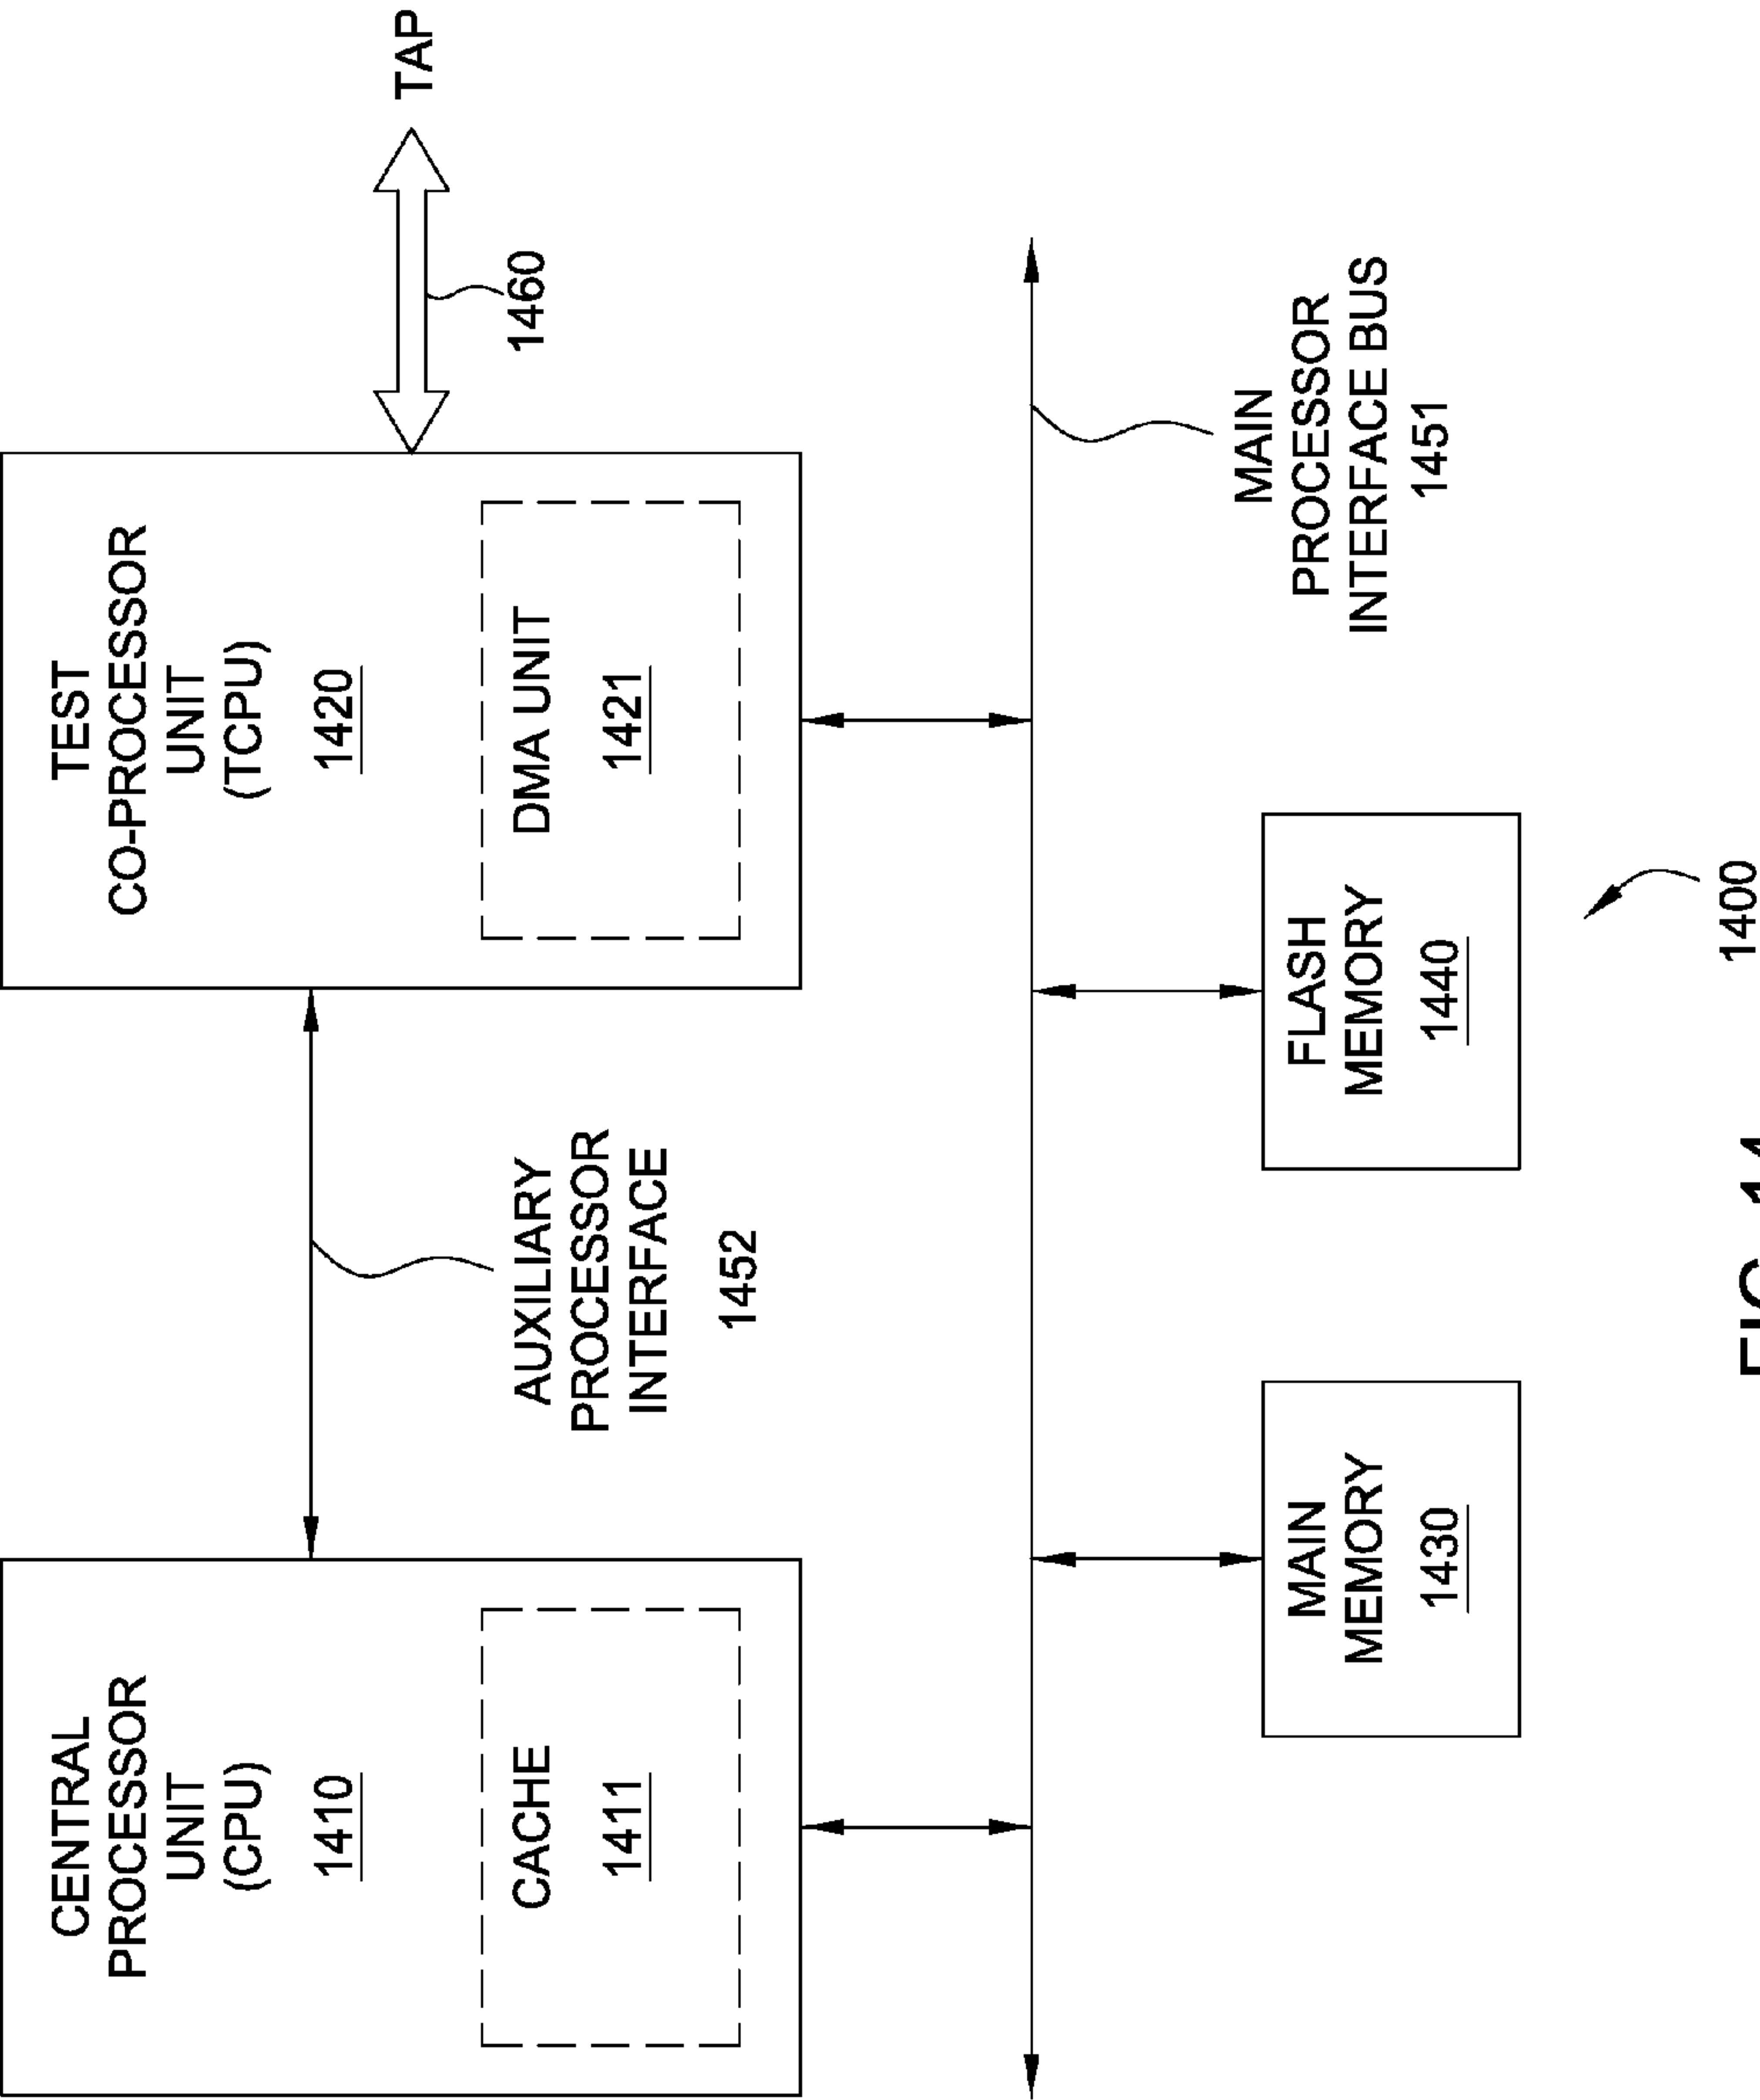 CENTRAL
PROCESSOR
UNIT
(CPU)
1410
CACHE
1411
AUXILIARY
PROCESSOR
INTERFACE
1452
TEST
CO-PROCESSOR
UNIT
(TCPU)
1420
DMA UNIT
1421
TAP
1460
MAIN
PROCESSOR
INTERFACE BUS
1451
MAIN
MEMORY
1430
FLASH
MEMORY
1440
1400